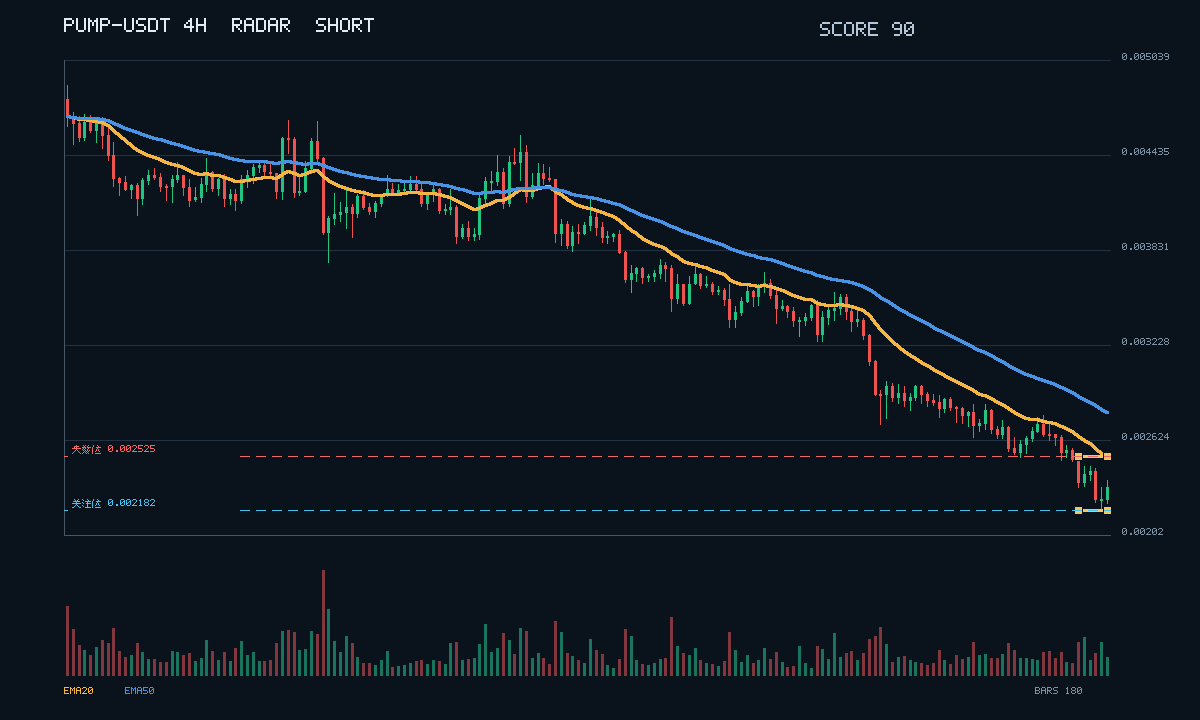 PUMP-USDT 4H  RADAR  SHORT
SCORE 90
0.005039
0.004435
0.003831
0.003228
0.002624
失效位 0.002525
关注位 0.002182
0.00202
EMA20
EMA50
BARS 180